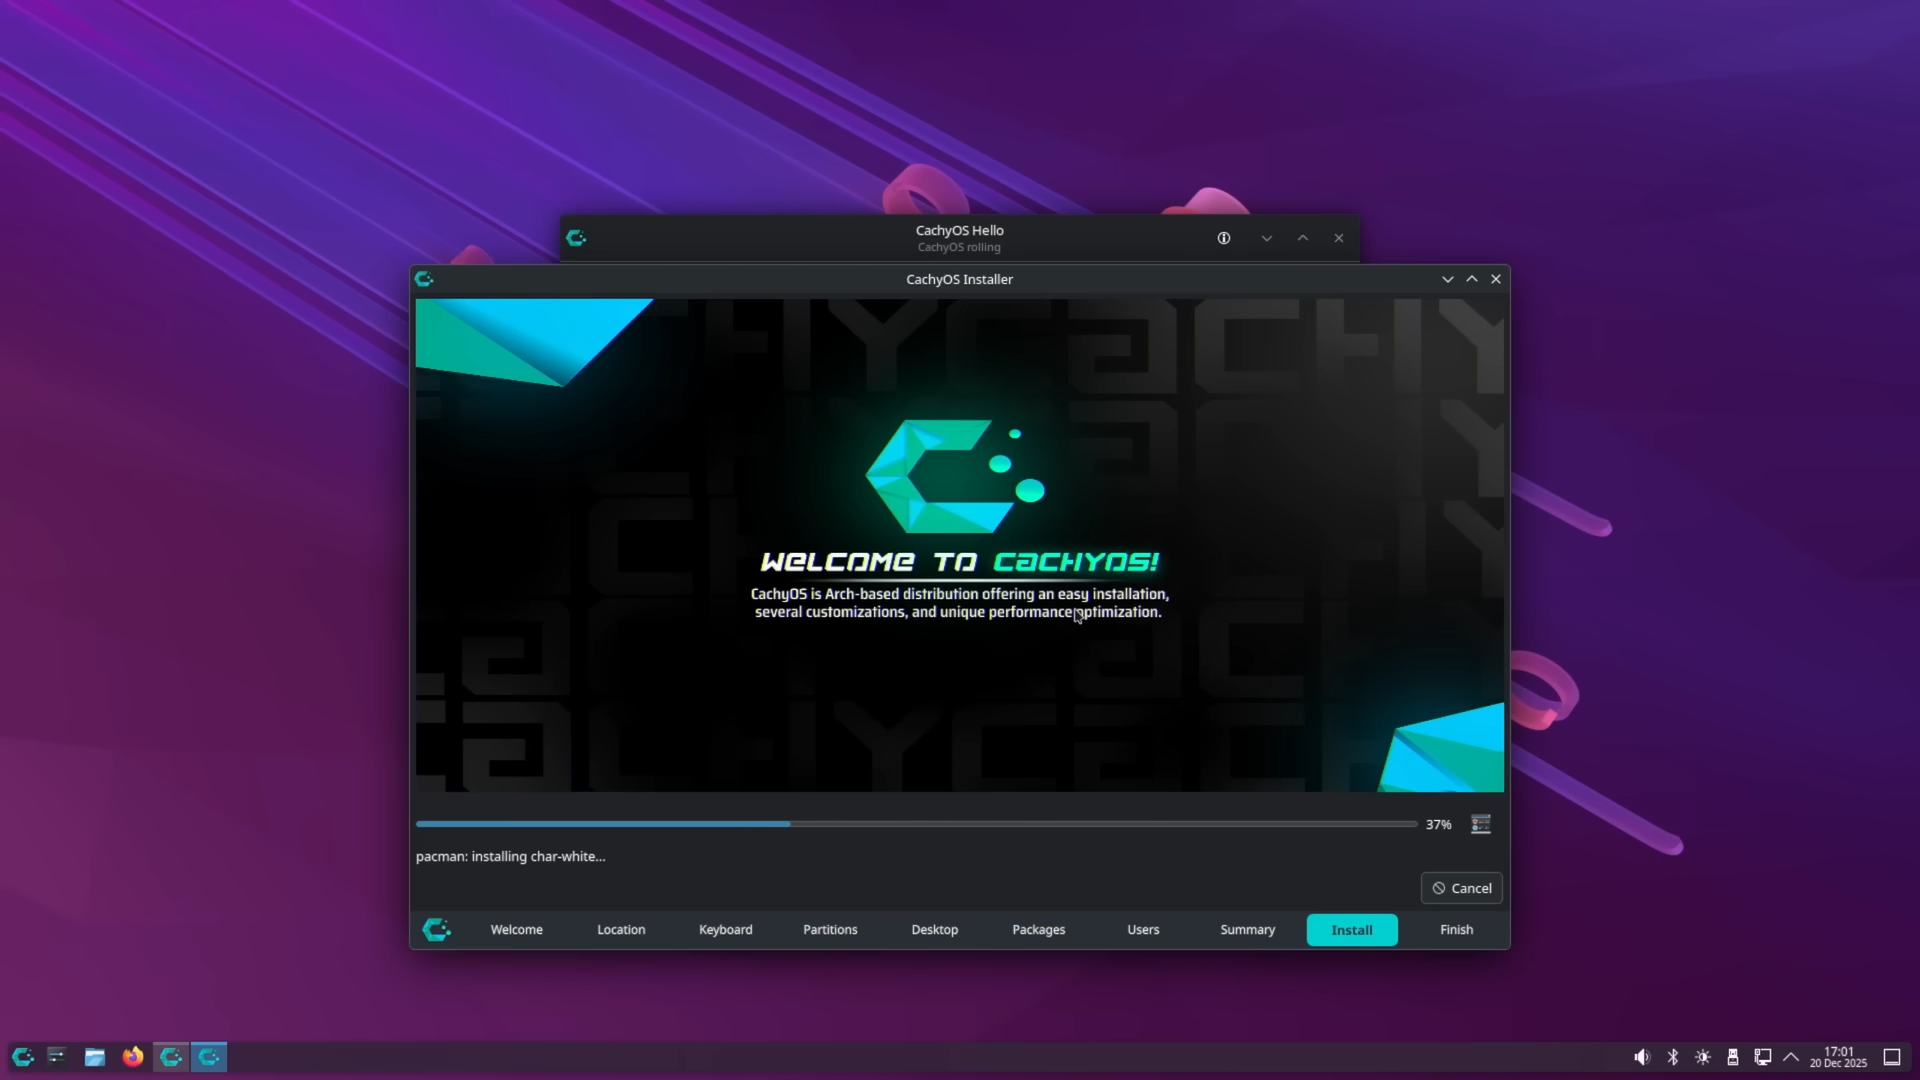 CachyOS Hello
CachyOS rolling
CachyOS Installer
WELCOME TO CACHYOS!
CachyOS is Arch-based distribution offering an easy installation,
several customizations, and unique performance optimization.
37%
pacman: installing char-white...
Cancel
Welcome
Location
Keyboard
Partitions
Desktop
Packages
Users
Summary
Install
Finish
17:01
20 Dec 2025